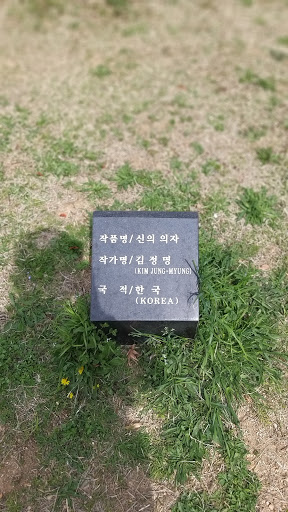 작품명/신의 의자
작가명/김 정 명
(KIM JUNG-MYUNG)
국 적/한 국
(KOREA)